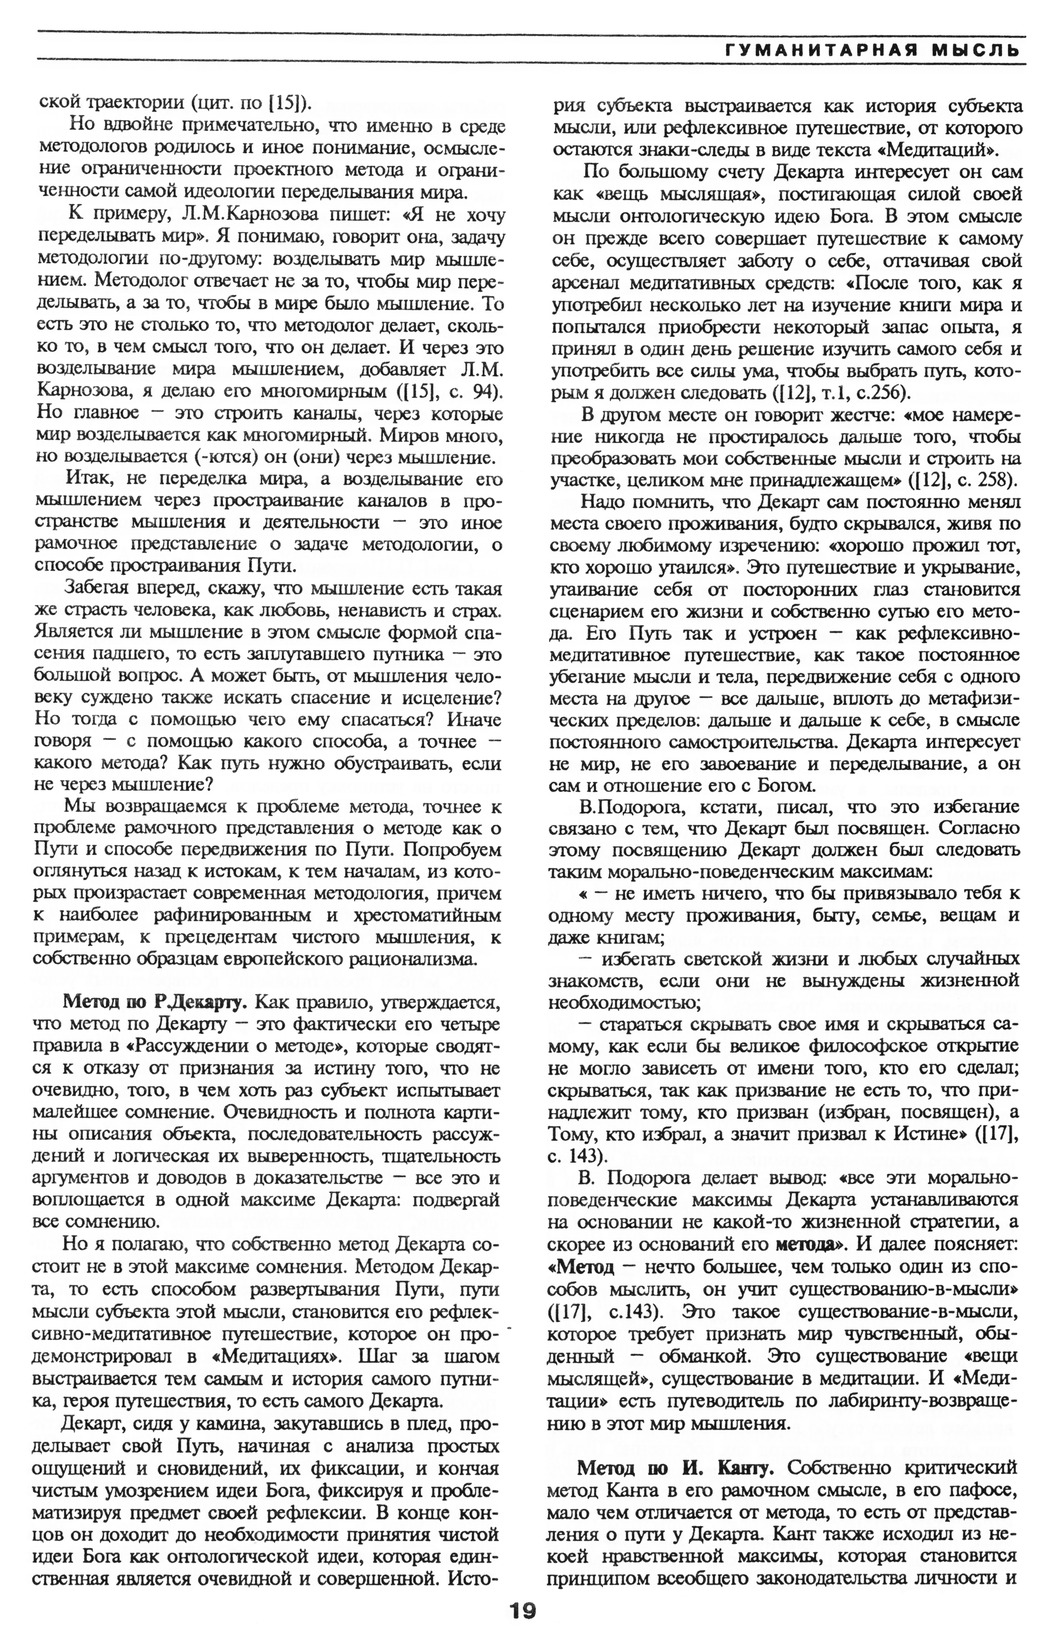 ГУМАНИТАРНАЯ МЫСЛЬ
ской траектории (цит. по [15]).
Но вдвойне примечательно, что именно в среде
методологов родилось и иное понимание, осмысле-
ние ограниченности проектного метода и ограни-
ченности самой идеологии переделывания мира.
К примеру, Л.М.Карнозова пишет: «Я не хочу
переделывать мир». Я понимаю, говорит она, задачу
методологии по-другому: возделывать мир мышле-
нием. Методолог отвечает не за то, чтобы мир пере-
делывать, а за то, чтобы в мире было мышление. То
есть это не столько то, что методолог делает, сколь-
ко то, в чем смысл того, что он делает. И через это
возделывание мира мышлением, добавляет Л.М.
Карнозова, я делаю его многомирным ([15], с. 94).
Но главное — это строить каналы, через которые
мир возделывается как многомирный. Миров много,
но возделывается (-ются) он (они) через мышление.
Итак, не переделка мира, а возделывание его
мышлением через простраивание каналов в про-
странстве мышления и деятельности — это иное
рамочное представление о задаче методологии, о
способе простраивания Пути.
Забегая вперед, скажу, что мышление есть такая
же страсть человека, как любовь, ненависть и страх.
Является ли мышление в этом смысле формой спа-
сения падшего, то есть заплутавшего путника — это
большой вопрос. А может быть, от мышления чело-
веку суждено также искать спасение и исцеление?
Но тогда с помощью чего ему спасаться? Иначе
говоря — с помощью какого способа, а точнее —
какого метода? Как путь нужно обустраивать, если
не через мышление?
Мы возвращаемся к проблеме метода, точнее к
проблеме рамочного представления о методе как о
Пути и способе передвижения по Пути. Попробуем
оглянуться назад к истокам, к тем началам, из кото-
рых произрастает современная методология, причем
к наиболее рафинированным и хрестоматийным
примерам, к прецедентам чистого мышления, к
собственно образцам европейского рационализма.
Метод по Р.Декарту. Как правило, утверждается,
что метод по Декарту — это фактически его четыре
правила в «Рассуждении о методе», которые сводят-
ся к отказу от признания за истину того, что не
очевидно, того, в чем хоть раз субъект испытывает
малейшее сомнение. Очевидность и полнота карти-
ны описания объекта, последовательность рассуж-
дений и логическая их выверенность, тщательность
аргументов и доводов в доказательстве — все это и
воплощается в одной максиме Декарта: подвергай
все сомнению.
Но я полагаю, что собственно метод Декарта со-
стоит не в этой максиме сомнения. Методом Декар-
та, то есть способом развертывания Пути, пути
мысли субъекта этой мысли, становится его рефлек-
сивно-медитативное путешествие, которое он про-
демонстрировал в «Медитациях». Шаг за шагом
выстраивается тем самым и история самого путни-
ка, героя путешествия, то есть самого Декарта.
Декарт, сидя у камина, закутавшись в плед, про-
делывает свой Путь, начиная с анализа простых
ощущений и сновидений, их фиксации, и кончая
чистым умозрением идеи Бога, фиксируя и пробле-
матизируя предмет своей рефлексии. В конце кон-
цов он доходит до необходимости принятия чистой
идеи Бога как онтологической идеи, которая един-
ственная является очевидной и совершенной. Исто-
рия субъекта выстраивается как история субъекта
мысли, или рефлексивное путешествие, от которого
остаются знаки-следы в виде текста «Медитаций».
По большому счету Декарта интересует он сам
как «вещь мыслящая», постигающая силой своей
мысли онтологическую идею Бога. В этом смысле
он прежде всего совершает путешествие к самому
себе, осуществляет заботу о себе, оттачивая свой
арсенал медитативных средств: «После того, как я
употребил несколько лет на изучение книги мира и
попытался приобрести некоторый запас опыта, я
принял в один день решение изучить самого себя и
употребить все силы ума, чтобы выбрать путь, кото-
рым я должен следовать ([12], т.1, с.256).
В другом месте он говорит жестче: «мое намере-
ние никогда не простиралось дальше того, чтобы
преобразовать мои собственные мысли и строить на
участке, целиком мне принадлежащем» ([12], с. 258).
Надо помнить, что Декарт сам постоянно менял
места своего проживания, будто скрывался, живя по
своему любимому изречению: «хорошо прожил тот,
кто хорошо утаился». Это путешествие и укрывание,
утаивание себя от посторонних глаз становится
сценарием его жизни и собственно сутью его мето-
да. Его Путь так и устроен — как рефлексивно-
медитативное путешествие, как такое постоянное
убегание мысли и тела, передвижение себя с одного
места на другое — все дальше, вплоть до метафизи-
ческих пределов: дальше и дальше к себе, в смысле
постоянного самостроительства. Декарта интересует
не мир, не его завоевание и переделывание, а он
сам и отношение его с Богом.
В.Подорога, кстати, писал, что это избегание
связано с тем, что Декарт был посвящен. Согласно
этому посвящению Декарт должен был следовать
таким морально-поведенческим максимам:
« — не иметь ничего, что бы привязывало тебя к
одному месту проживания, быту, семье, вещам и
даже книгам;
— избегать светской жизни и любых случайных
знакомств, если они не вынуждены жизненной
необходимостью;
— стараться скрывать свое имя и скрываться са-
мому, как если бы великое философское открытие
не могло зависеть от имени того, кто его сделал;
скрываться, так как призвание не есть то, что при-
надлежит тому, кто призван (избран, посвящен), а
Тому, кто избрал, а значит призвал к Истине» ([17],
с. 143).
В. Подорога делает вывод: «все эти морально-
поведенческие максимы Декарта устанавливаются
на основании не какой-то жизненной стратегии, а
скорее из оснований его метода». И далее поясняет:
«Метод — нечто большее, чем только один из спо-
собов мыслить, он учит существованию-в-мысли»
([17], с.143). Это такое существование-в-мысли,
которое требует признать мир чувственный, обы-
денный — обманкой. Это существование «вещи
мыслящей», существование в медитации. И «Меди-
тации» есть путеводитель по лабиринту-возвраще-
нию в этот мир мышления.
Метод по И. Канту. Собственно критический
метод Канта в его рамочном смысле, в его пафосе,
мало чем отличается от метода, то есть от представ-
ления о пути у Декарта. Кант также исходил из не-
коей нравственной максимы, которая становится
принципом всеобщего законодательства личности и
19